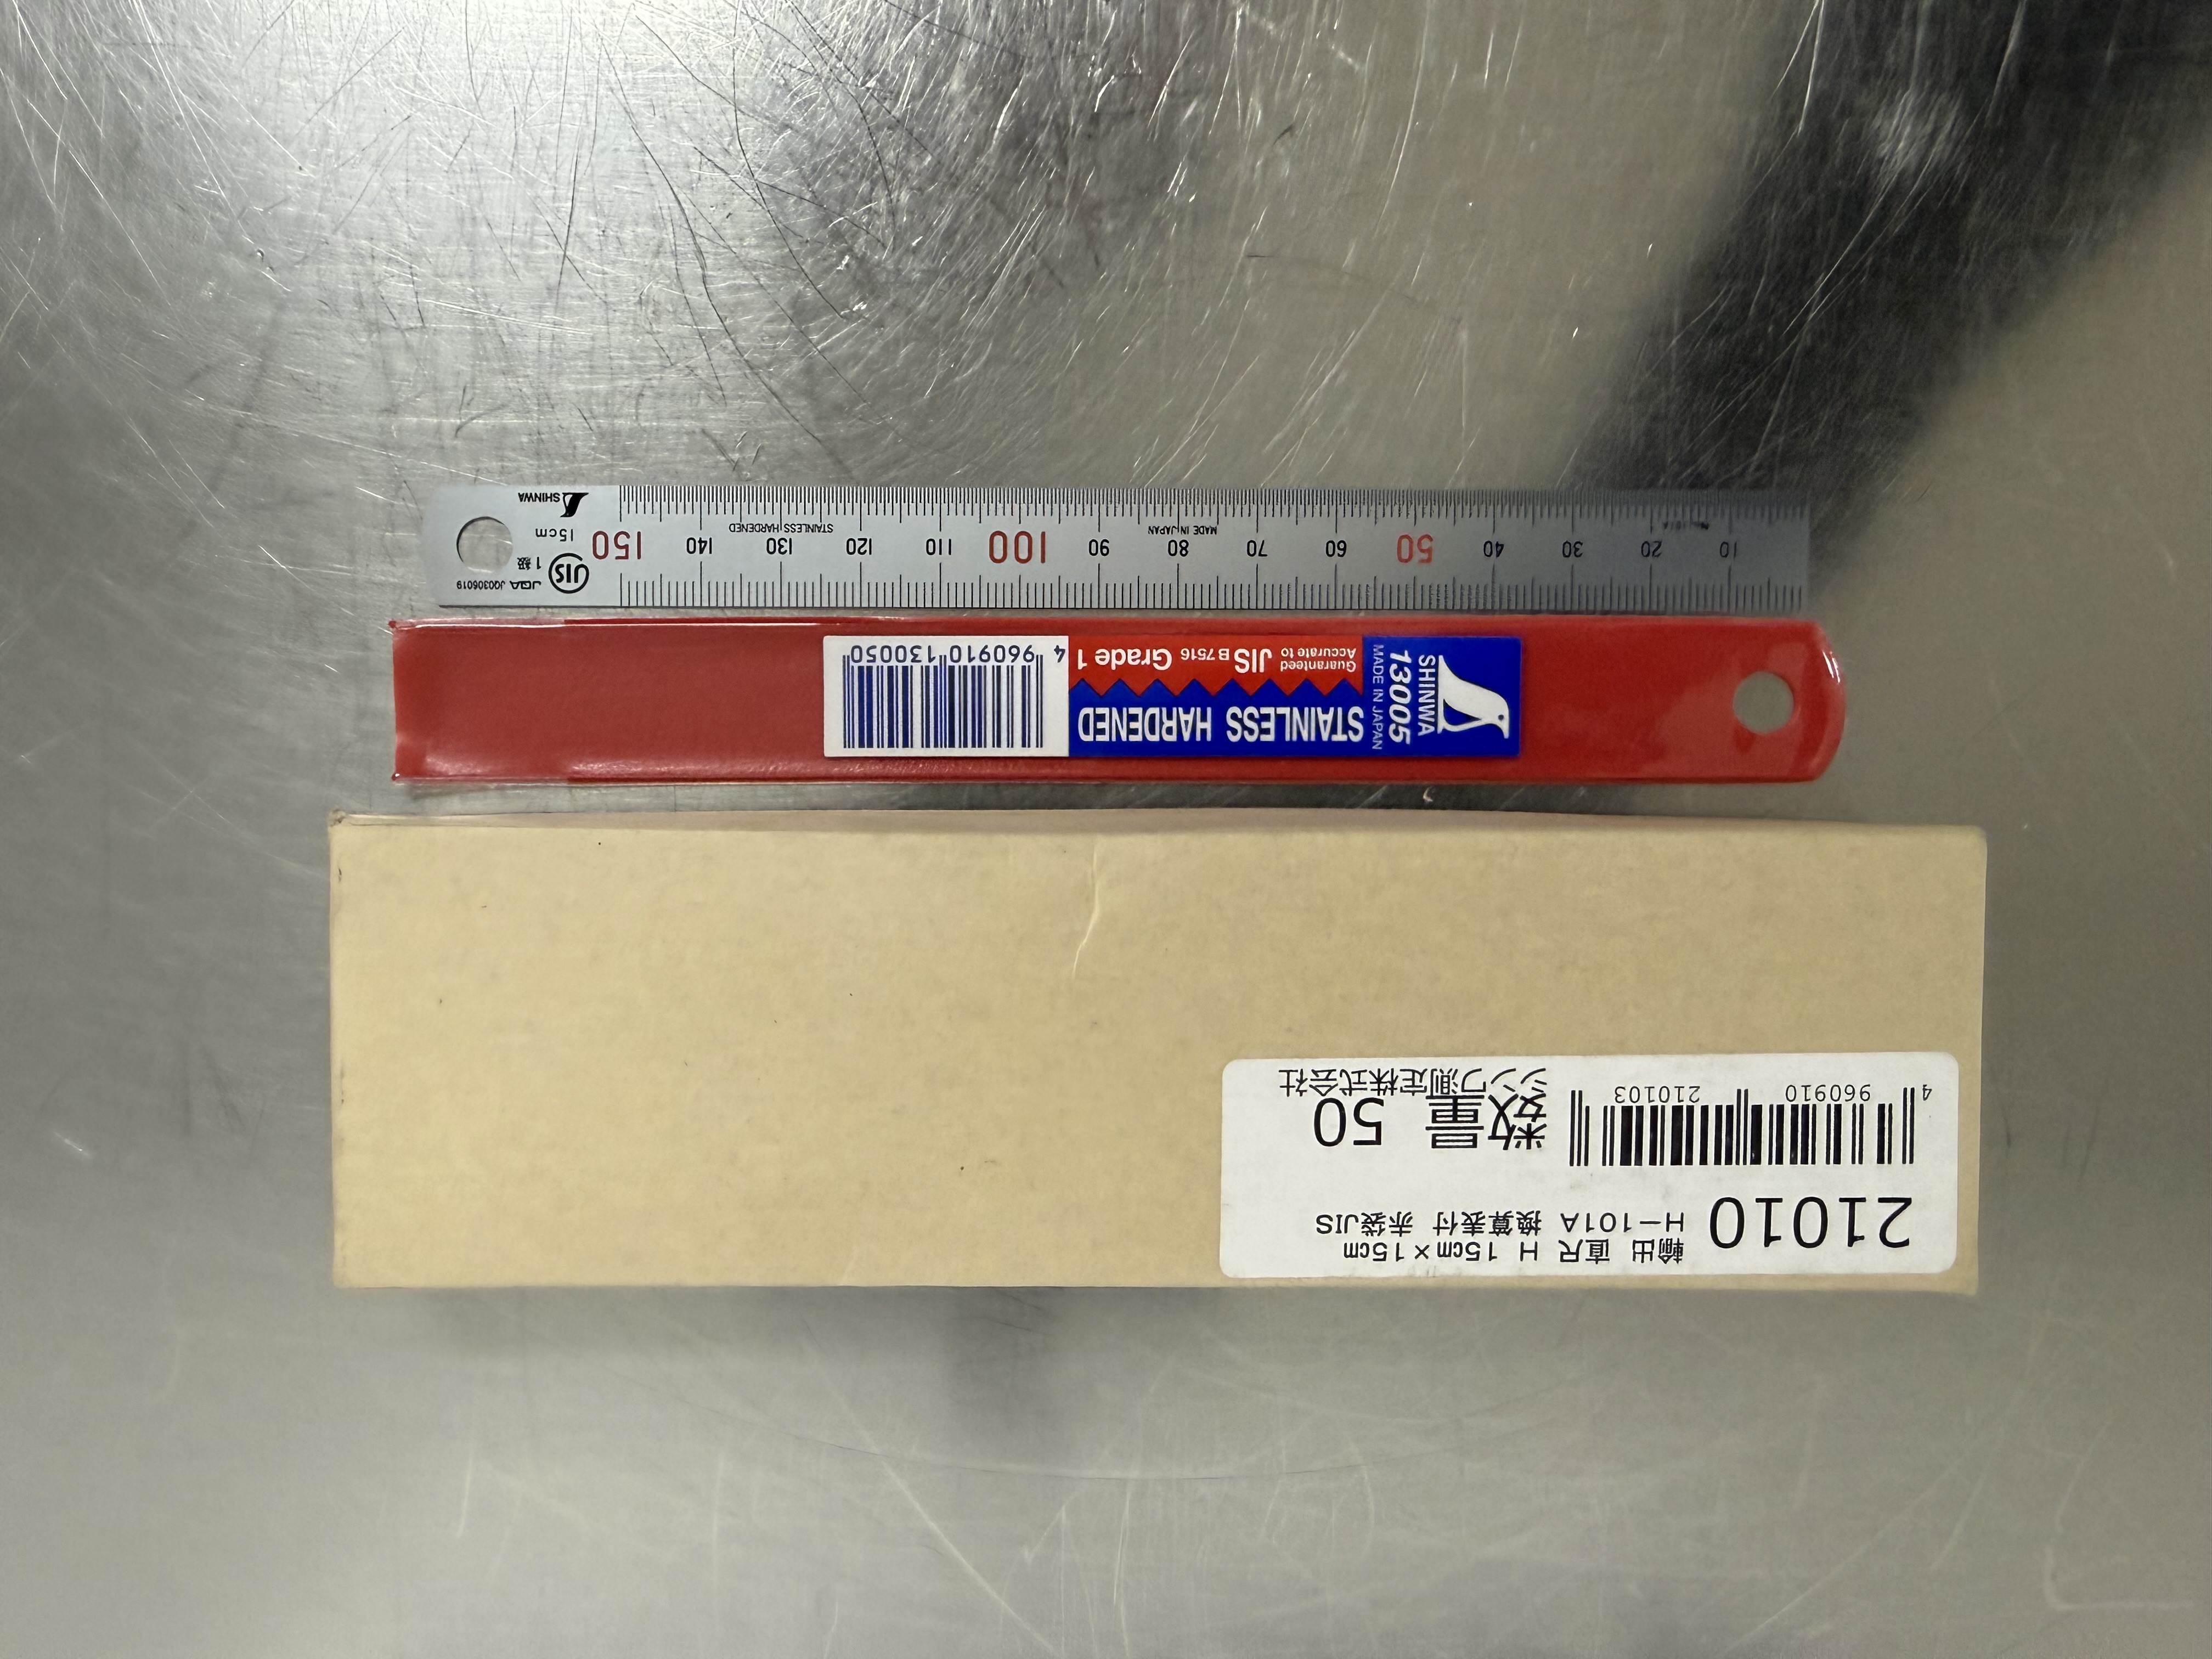 21010
輸出 直尺 H 15cm×15cm
H-101A 換算表付 赤袋JIS
4 960910 210103
数量 50
シンワ測定株式会社
SHINWA
13005
MADE IN JAPAN
STAINLESS HARDENED
Guaranteed
Accurate to JIS B 7516 Grade 1
4 960910 130050
10 20 30 40 50 60 70 80 90 100 110 120 130 140 150
MADE IN JAPAN
STAINLESS HARDENED
JQA JQ0306019
JIS
1級
15cm
SHINWA